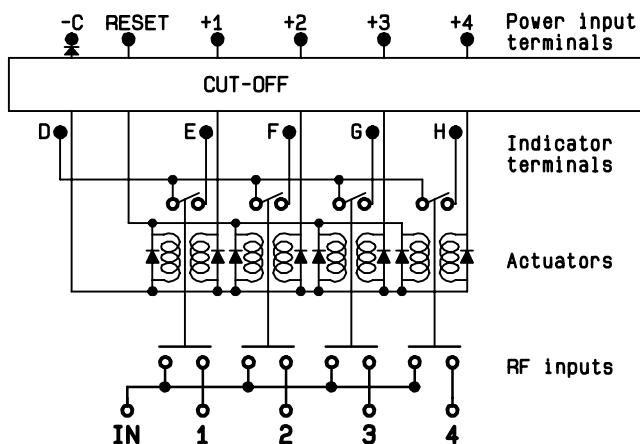 -C RESET +1 +2 +3 +4 Power input
terminals
CUT-OFF
D E F G H Indicator
terminals
Actuators
RF inputs
IN 1 2 3 4